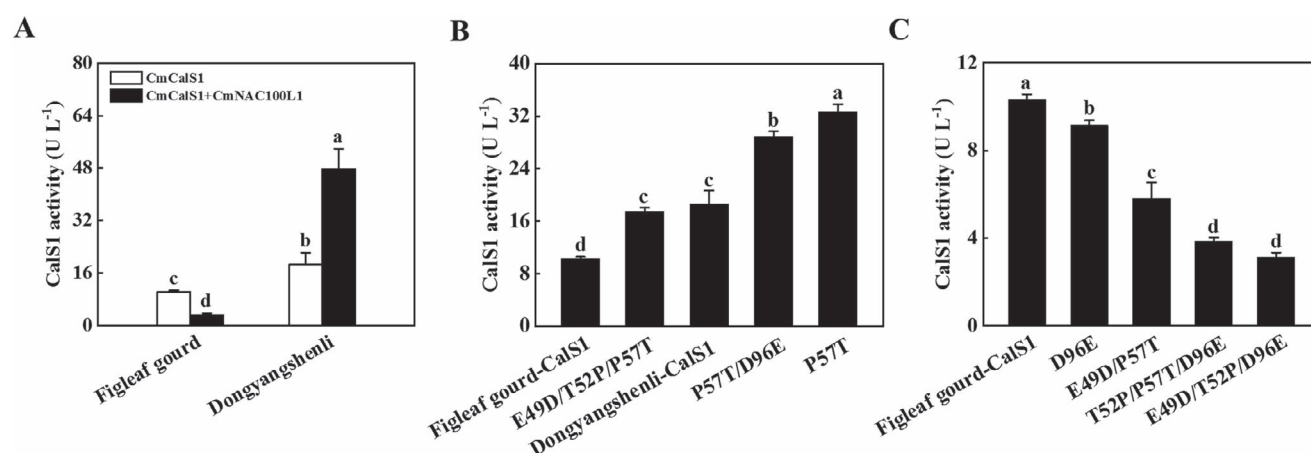 A
CalS1 activity (U L⁻¹)
80
64
48
32
16
0
CmCalS1
CmCalS1+CmNAC100L1
c
d
b
a
Figleaf gourd
Dongyangshenli
B
CalS1 activity (U L⁻¹)
40
32
24
16
8
0
d
c
c
b
a
Figleaf gourd-CalS1
E49D/T52P/P57T
Dongyangshenli-CalS1
P57T/D96E
P57T
C
CalS1 activity (U L⁻¹)
12
8
4
0
a
b
c
d
d
Figleaf gourd-CalS1
D96E
E49D/P57T
T52P/P57T/D96E
E49D/T52P/D96E